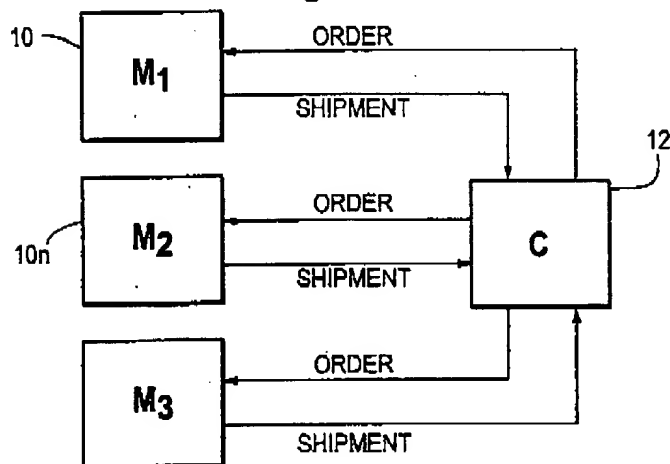 10
M1
ORDER
SHIPMENT
12
10n
M2
ORDER
SHIPMENT
C
M3
ORDER
SHIPMENT